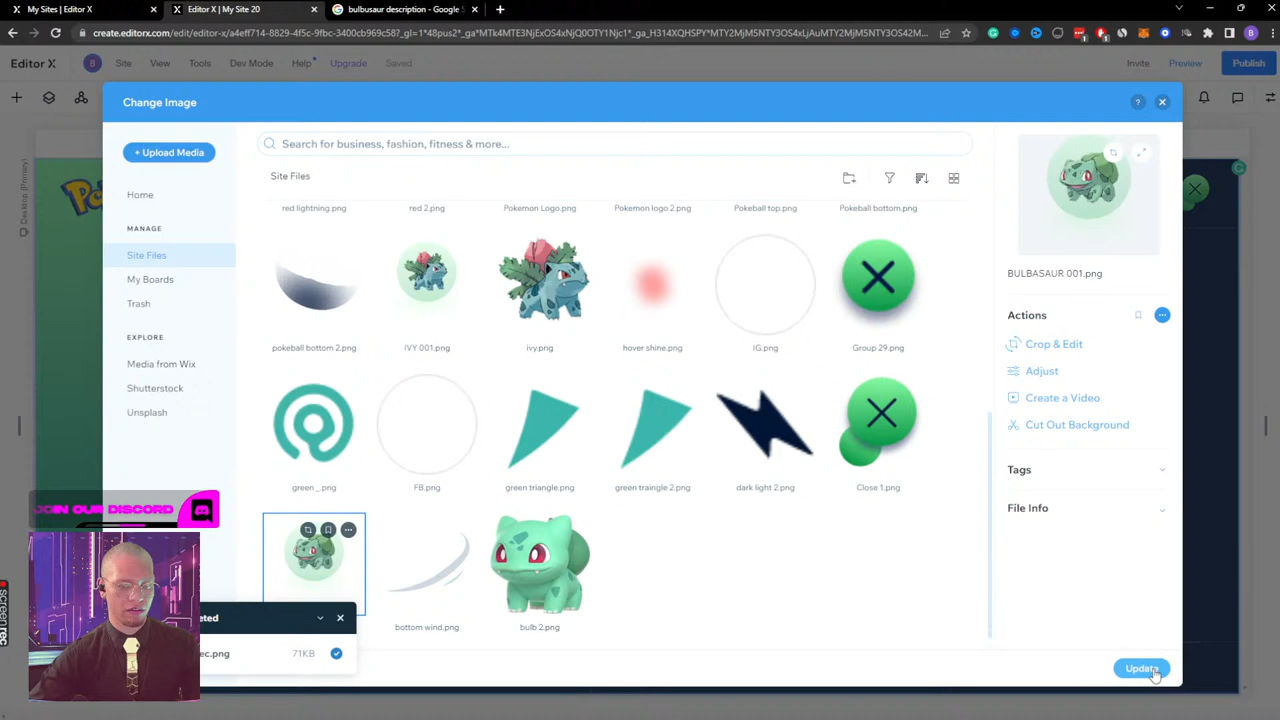 My Sites | Editor X
Editor X | My Site 20
bulbusaur description - Google S
Editor X
B
Site
View
Tools
Dev Mode
Help
Upgrade
Saved
Invite
Preview
Publish
Desktop (Primary)
Change Image
?
+ Upload Media
Search for business, fashion, fitness & more...
Home
MANAGE
Site Files
My Boards
Trash
EXPLORE
Media from Wix
Shutterstock
Unsplash
Site Files
red lightning.png
red 2.png
Pokemon Logo.png
Pokemon logo 2.png
Pokeball top.png
Pokeball bottom.png
pokeball bottom 2.png
IVY 001.png
ivy.png
hover shine.png
IG.png
Group 29.png
green _.png
FB.png
green triangle.png
green traingle 2.png
dark light 2.png
Close 1.png
bottom wind.png
bulb 2.png
BULBASAUR 001.png
Actions
Crop & Edit
Adjust
Create a Video
Cut Out Background
Tags
File Info
Update
JOIN OUR DISCORD
eted
ec.png
71KB
screenrec